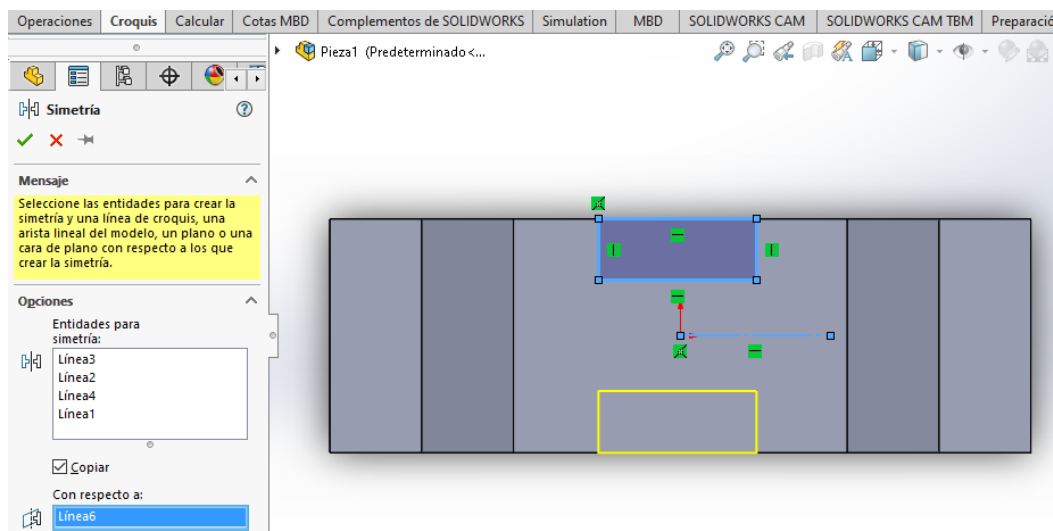 Operaciones Croquis Calcular Cotas MBD Complementos de SOLIDWORKS Simulation MBD SOLIDWORKS CAM SOLIDWORKS CAM TBM Preparació
Pieza1 (Predeterminado<...
Simetría
Mensaje
Seleccione las entidades para crear la
simetría y una línea de croquis, una
arista lineal del modelo, un plano o una
cara de plano con respecto a los que
crear la simetría.
Opciones
Entidades para
simetría:
Línea3
Línea2
Línea4
Línea1
Copiar
Con respecto a:
Línea6